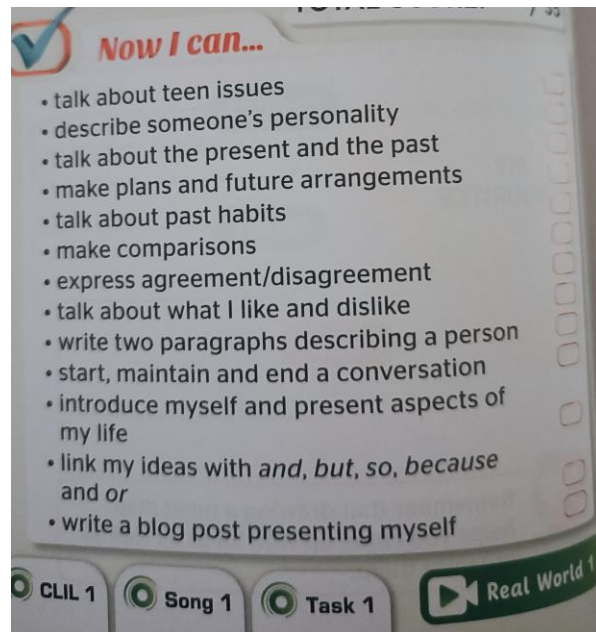 TOTAL SCORE: / 55
Now I can...
• talk about teen issues
• describe someone's personality
• talk about the present and the past
• make plans and future arrangements
• talk about past habits
• make comparisons
• express agreement/disagreement
• talk about what I like and dislike
• write two paragraphs describing a person
• start, maintain and end a conversation
• introduce myself and present aspects of
my life
• link my ideas with and, but, so, because
and or
• write a blog post presenting myself
CLIL 1
Song 1
Task 1
Real World 1